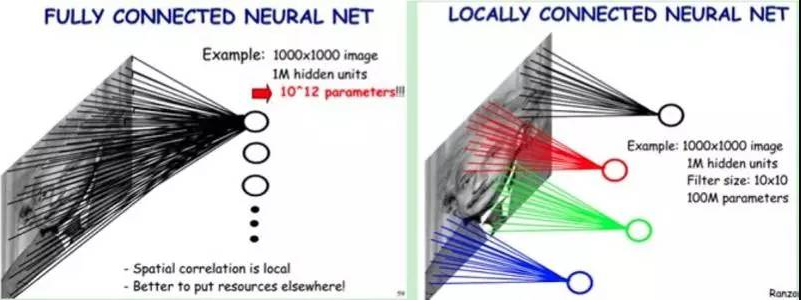 FULLY CONNECTED NEURAL NET
Example: 1000x1000 image
1M hidden units
10^12 parameters!!!
- Spatial correlation is local
- Better to put resources elsewhere!
LOCALLY CONNECTED NEURAL NET
Example: 1000x1000 image
1M hidden units
Filter size: 10x10
100M parameters